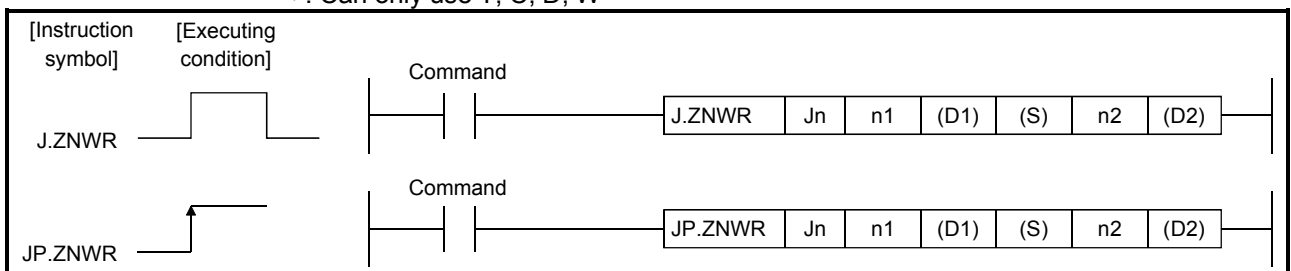 *: Can only use T, C, D, W
[Instruction symbol] [Executing condition]
Command
J.ZNWR J.ZNWR Jn n1 (D1) (S) n2 (D2)
Command
JP.ZNWR JP.ZNWR Jn n1 (D1) (S) n2 (D2)